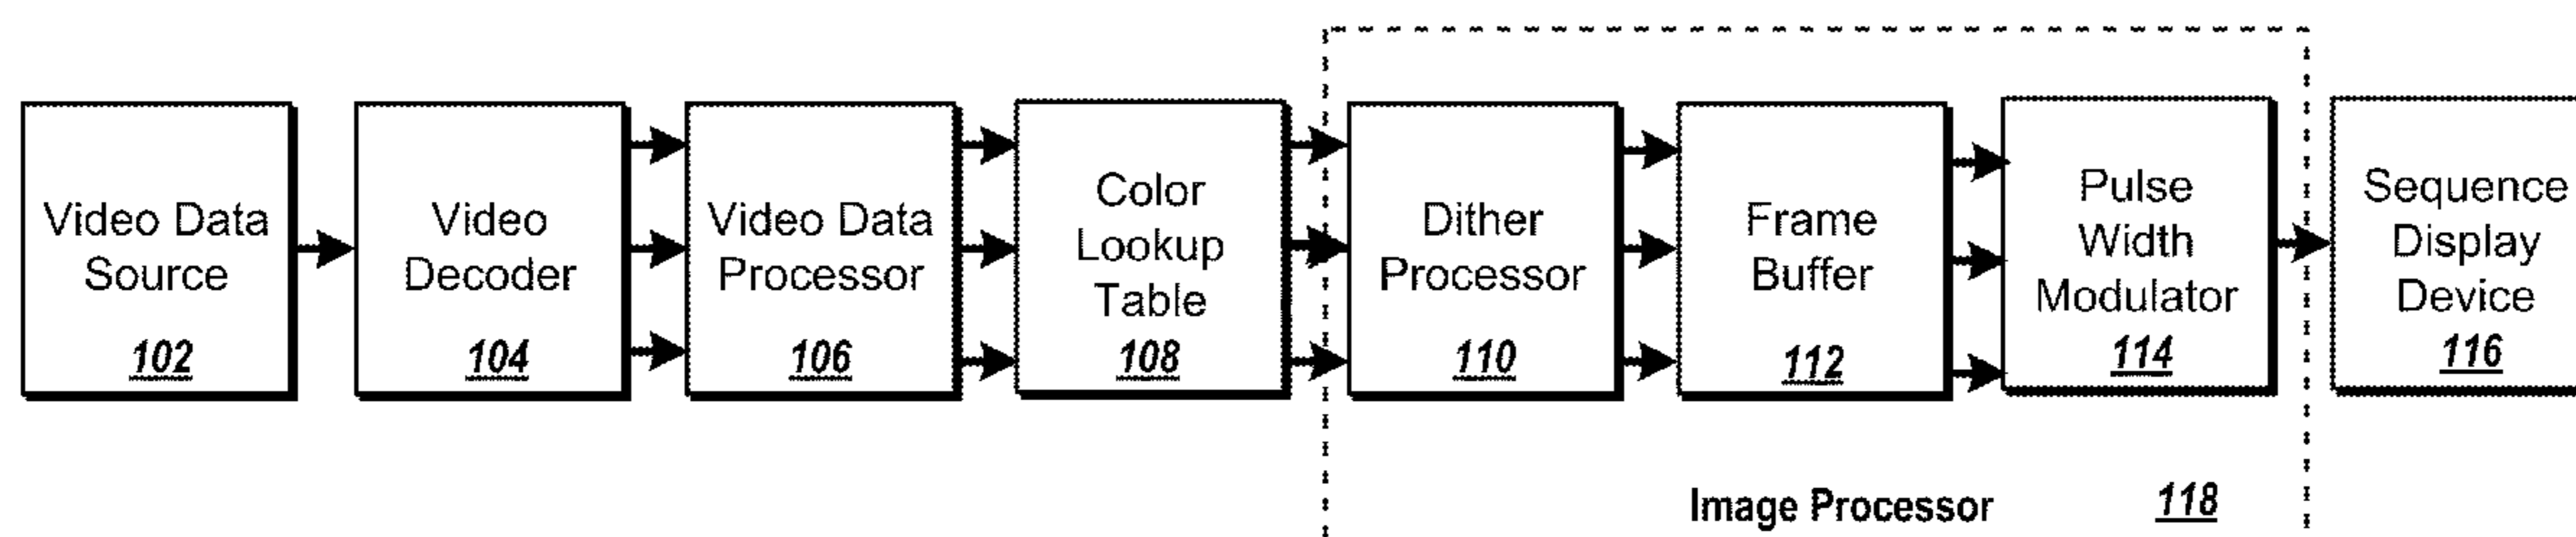 Video Data
Source
102
Video
Decoder
104
Video Data
Processor
106
Color
Lookup
Table
108
Dither
Processor
110
Frame
Buffer
112
Pulse
Width
Modulator
114
Sequence
Display
Device
116
Image Processor 118